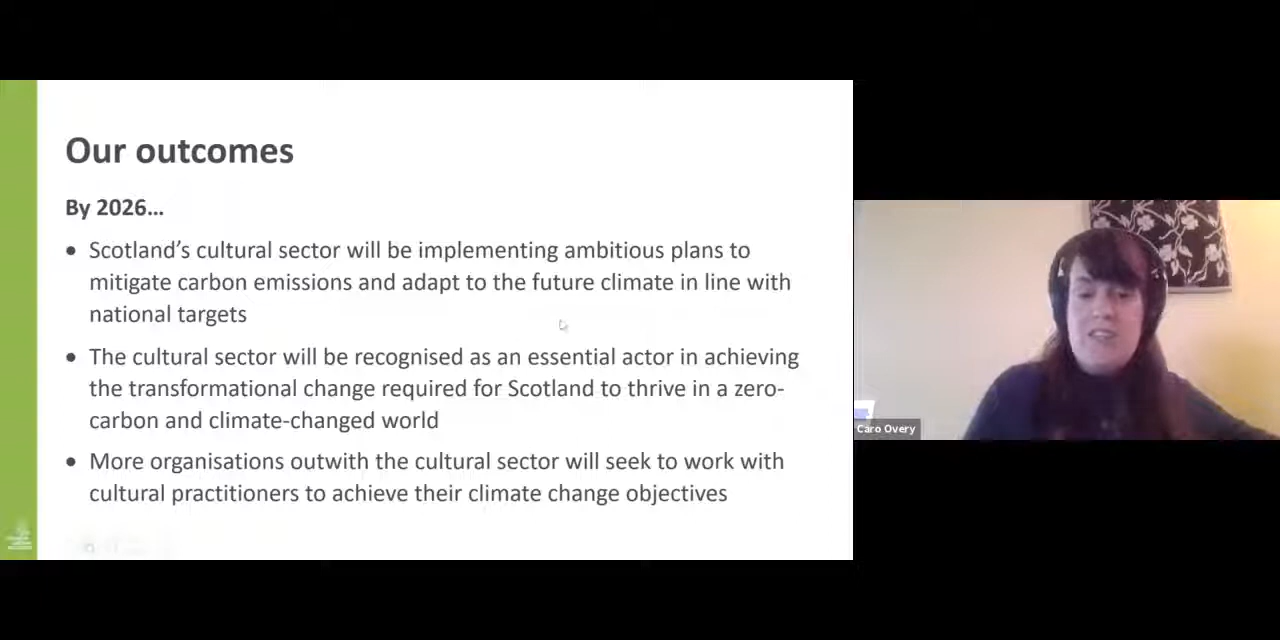 Our outcomes
By 2026...
• Scotland's cultural sector will be implementing ambitious plans to
mitigate carbon emissions and adapt to the future climate in line with
national targets
• The cultural sector will be recognised as an essential actor in achieving
the transformational change required for Scotland to thrive in a zero-
carbon and climate-changed world
• More organisations outwith the cultural sector will seek to work with
cultural practitioners to achieve their climate change objectives
Caro Overy